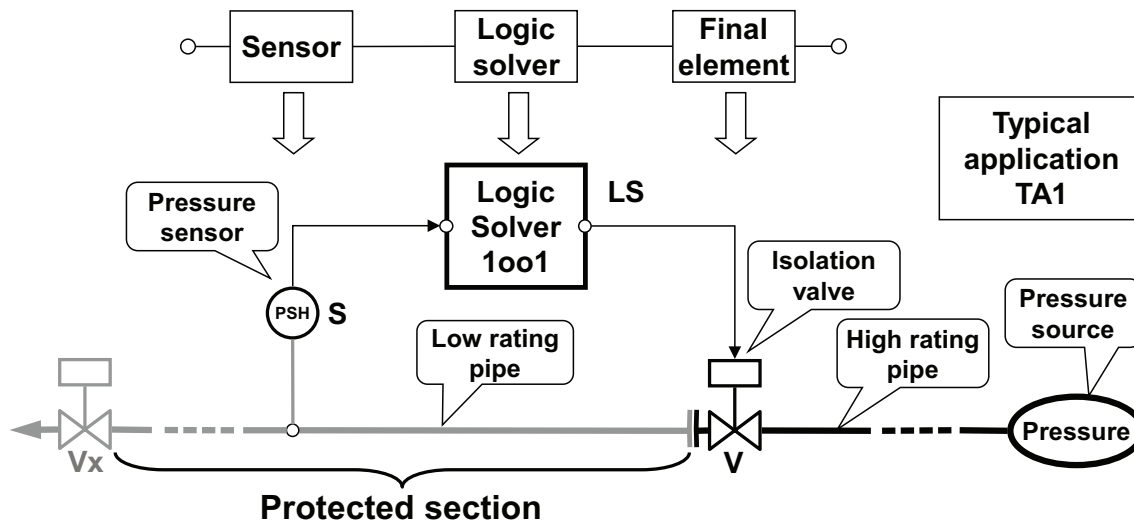 Sensor
Logic
solver
Final
element
Typical
application
TA1
Pressure
sensor
Logic
Solver
1oo1
LS
Isolation
valve
Pressure
source
PSH
S
Low rating
pipe
High rating
pipe
Vx
V
Pressure
Protected section